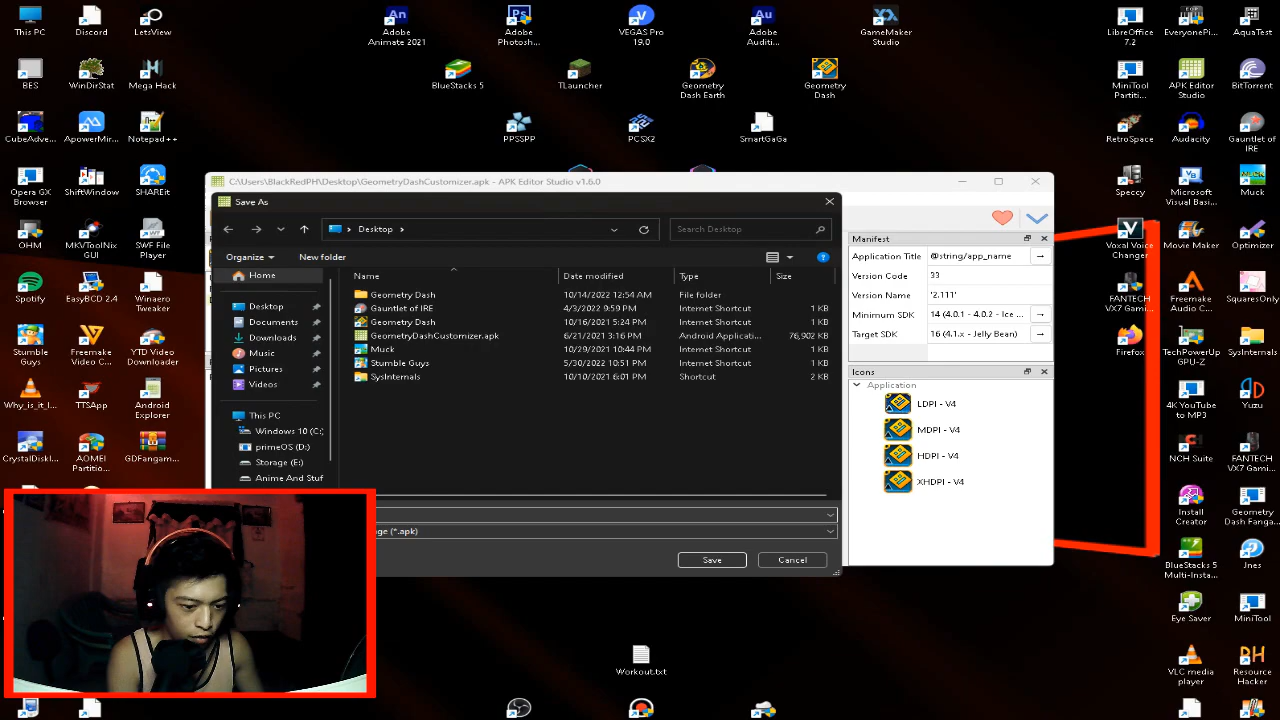 This PC
Discord
LetsView
Adobe
Animate 2021
Adobe
Photosh...
VEGAS Pro
19.0
Adobe
Auditi...
GameMaker
Studio
LibreOffice
7.2
EveryonePi...
AquaTest
BES
WinDirStat
Mega Hack
BlueStacks 5
TLauncher
Geometry
Dash Earth
Geometry
Dash
MiniTool
Partiti...
APK Editor
Studio
BitTorrent
CubeAdve...
ApowerMir...
Notepad++
PPSSPP
PCSX2
SmartGaGa
RetroSpace
Audacity
Gauntlet of
IRE
Opera GX
Browser
ShiftWindow
SHAREit
Speccy
Microsoft
Visual Basi...
Muck
OHM
MKVToolNix
GUI
SWF File
Player
Voxal Voice
Changer
Movie Maker
Optimizer
Spotify
EasyBCD 2.4
Winaero
Tweaker
FANTECH
VX7 Gami...
Freemake
Audio C...
SquaresOnly
Stumble
Guys
Freemake
Video C...
YTD Video
Downloader
Firefox
TechPowerUp
GPU-Z
SysInternals
Why_is_it_I...
TTSApp
Android
Explorer
4K YouTube
to MP3
Yuzu
CrystalDiskI...
AOMEI
Partitio...
GDFangam...
NCH Suite
FANTECH
VX7 Gami...
Install
Creator
Geometry
Dash Fanga...
BlueStacks 5
Multi-Insta...
Jnes
Eye Saver
MiniTool
VLC media
player
Resource
Hacker
Workout.txt
C:\Users\BlackRedPH\Desktop\GeometryDashCustomizer.apk - APK Editor Studio v1.6.0
Save As
Desktop
Search Desktop
Organize
New folder
Home
Desktop
Documents
Downloads
Music
Pictures
Videos
This PC
Windows 10 (C:)
primeOS (D:)
Storage (E:)
Anime And Stuf
Name Date modified Type Size
Geometry Dash 10/14/2022 12:54 AM File folder
Gauntlet of IRE 4/3/2022 9:59 PM Internet Shortcut 1 KB
Geometry Dash 10/16/2021 5:24 PM Internet Shortcut 1 KB
GeometryDashCustomizer.apk 6/21/2021 3:16 PM Android Applicati... 76,902 KB
Muck 10/29/2021 10:44 PM Internet Shortcut 1 KB
Stumble Guys 5/30/2022 10:51 PM Internet Shortcut 1 KB
SysInternals 10/10/2021 6:01 PM Shortcut 2 KB
ge (*.apk)
Save
Cancel
Manifest
Application Title @string/app_name
Version Code 33
Version Name '2.111'
Minimum SDK 14 (4.0.1 - 4.0.2 - Ice ...
Target SDK 16 (4.1.x - Jelly Bean)
Icons
Application
LDPI - V4
MDPI - V4
HDPI - V4
XHDPI - V4